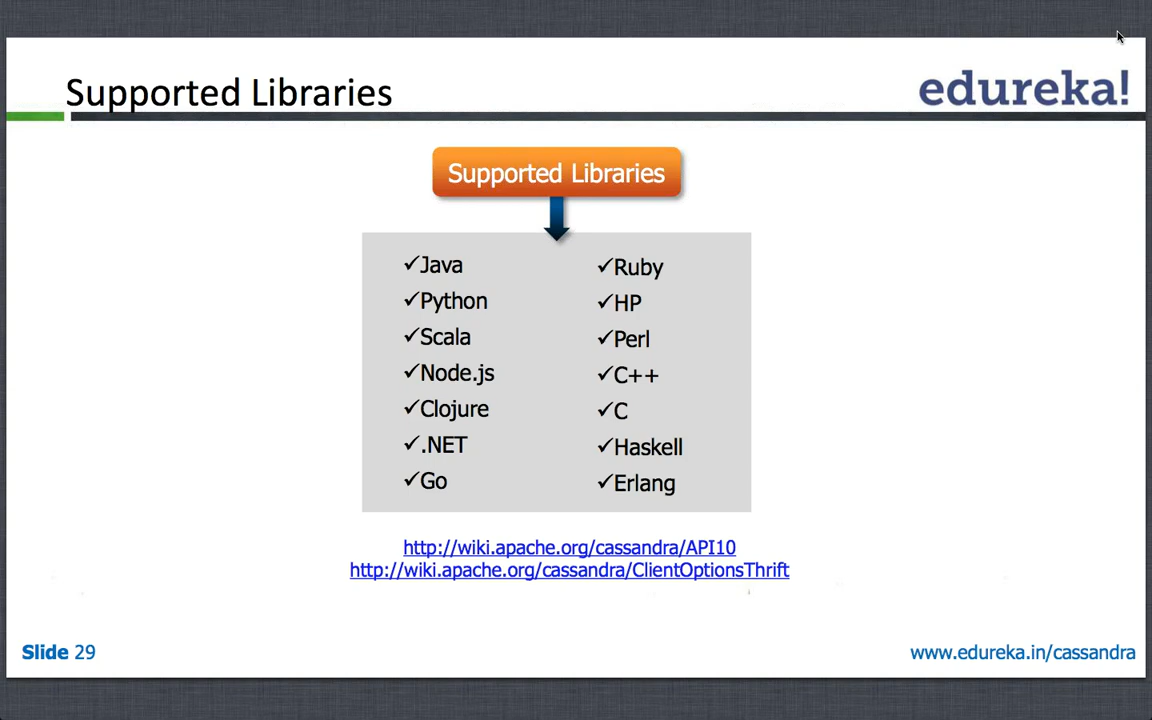 Supported Libraries
edureka!
Supported Libraries
✓Java
✓Python
✓Scala
✓Node.js
✓Clojure
✓.NET
✓Go
✓Ruby
✓HP
✓Perl
✓C++
✓C
✓Haskell
✓Erlang
http://wiki.apache.org/cassandra/API10
http://wiki.apache.org/cassandra/ClientOptionsThrift
Slide 29
www.edureka.in/cassandra